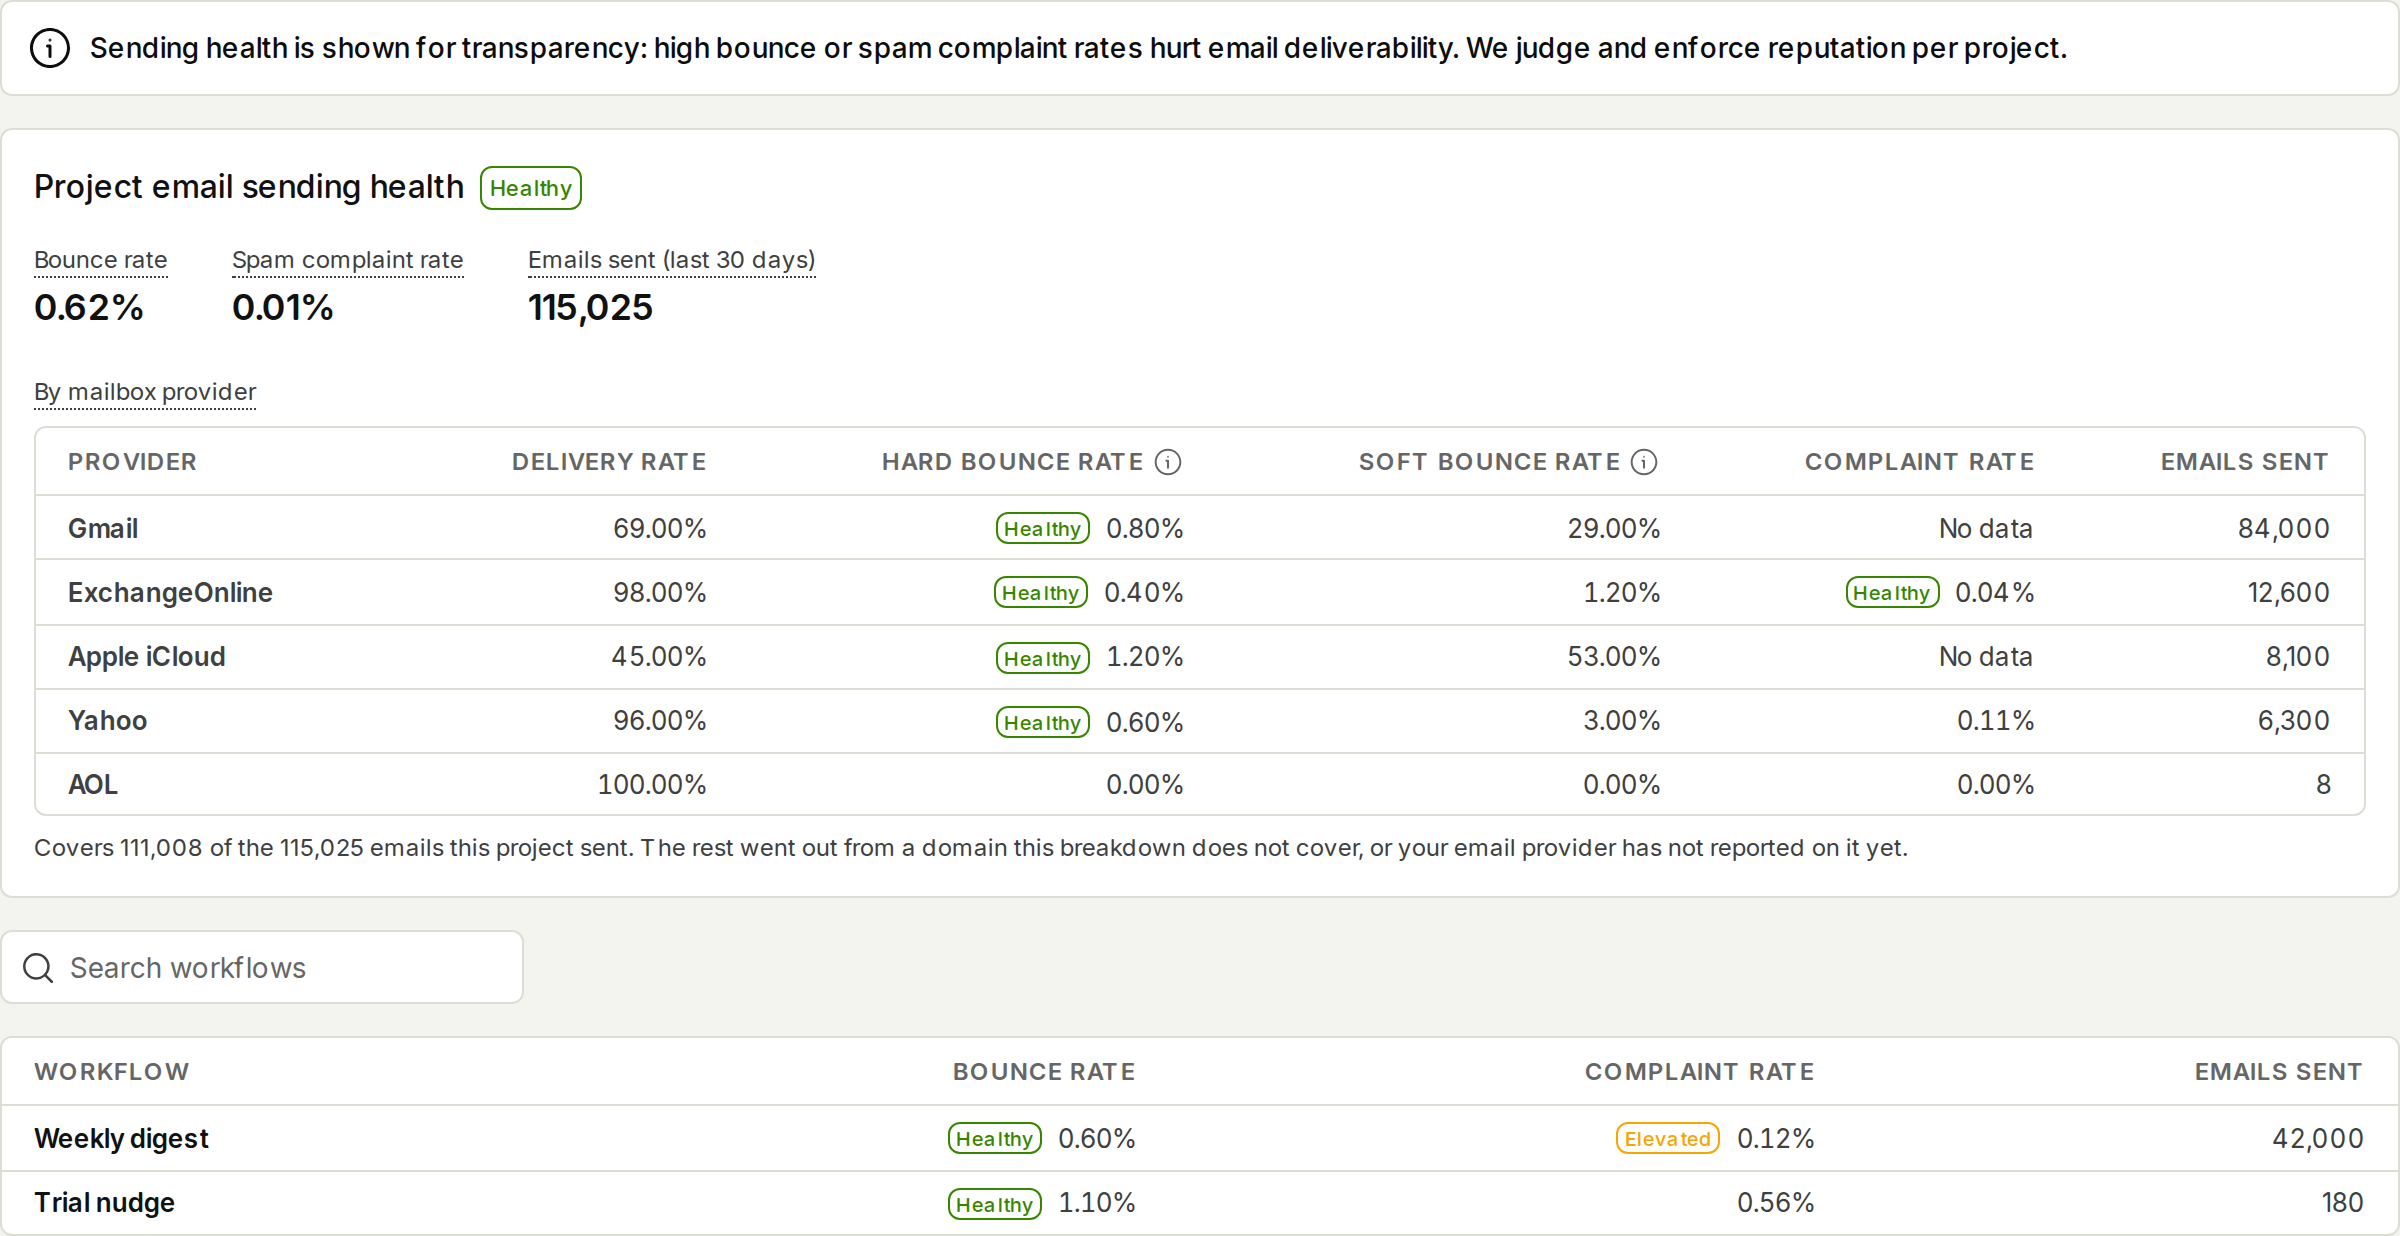 Sending health is shown for transparency: high bounce or spam complaint rates hurt email deliverability. We judge and enforce reputation per project.
Project email sending health Healthy
Bounce rate Spam complaint rate Emails sent (last 30 days)
0.62% 0.01% 115,025
By mailbox provider
PROVIDER DELIVERY RATE HARD BOUNCE RATE SOFT BOUNCE RATE COMPLAINT RATE EMAILS SENT
Gmail 69.00% Healthy 0.80% 29.00% No data 84,000
ExchangeOnline 98.00% Healthy 0.40% 1.20% Healthy 0.04% 12,600
Apple iCloud 45.00% Healthy 1.20% 53.00% No data 8,100
Yahoo 96.00% Healthy 0.60% 3.00% 0.11% 6,300
AOL 100.00% 0.00% 0.00% 0.00% 8
Covers 111,008 of the 115,025 emails this project sent. The rest went out from a domain this breakdown does not cover, or your email provider has not reported on it yet.
Search workflows
WORKFLOW BOUNCE RATE COMPLAINT RATE EMAILS SENT
Weekly digest Healthy 0.60% Elevated 0.12% 42,000
Trial nudge Healthy 1.10% 0.56% 180